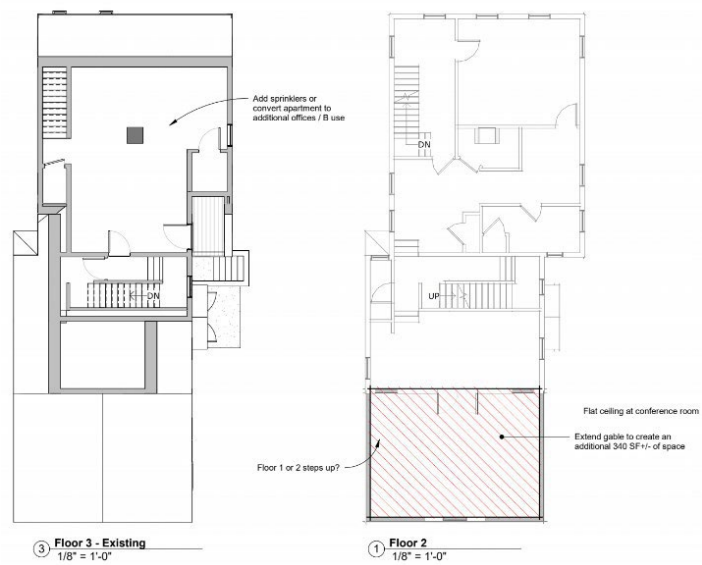 Add sprinklers or
convert apartment to
additional offices / B use
DN
3 Floor 3 - Existing
1/8" = 1'-0"
DN
UP
Flat ceiling at conference room
Extend gable to create an
additional 340 SF+/- of space
Floor 1 or 2 steps up?
1 Floor 2
1/8" = 1'-0"